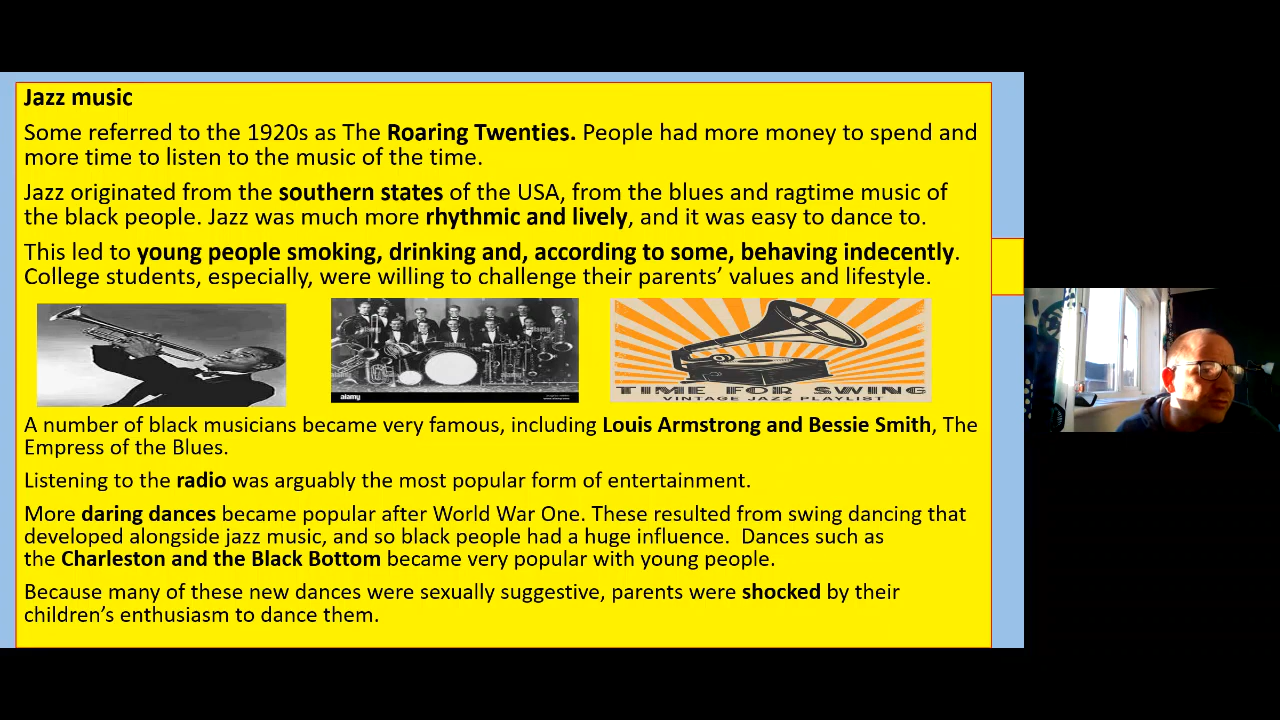 Jazz music
Some referred to the 1920s as The Roaring Twenties. People had more money to spend and
more time to listen to the music of the time.
Jazz originated from the southern states of the USA, from the blues and ragtime music of
the black people. Jazz was much more rhythmic and lively, and it was easy to dance to.
This led to young people smoking, drinking and, according to some, behaving indecently.
College students, especially, were willing to challenge their parents’ values and lifestyle.
alamy
alamy
alamy
TIME FOR SWING
VINTAGE JAZZ PLAYLIST
A number of black musicians became very famous, including Louis Armstrong and Bessie Smith, The
Empress of the Blues.
Listening to the radio was arguably the most popular form of entertainment.
More daring dances became popular after World War One. These resulted from swing dancing that
developed alongside jazz music, and so black people had a huge influence.  Dances such as
the Charleston and the Black Bottom became very popular with young people.
Because many of these new dances were sexually suggestive, parents were shocked by their
children’s enthusiasm to dance them.